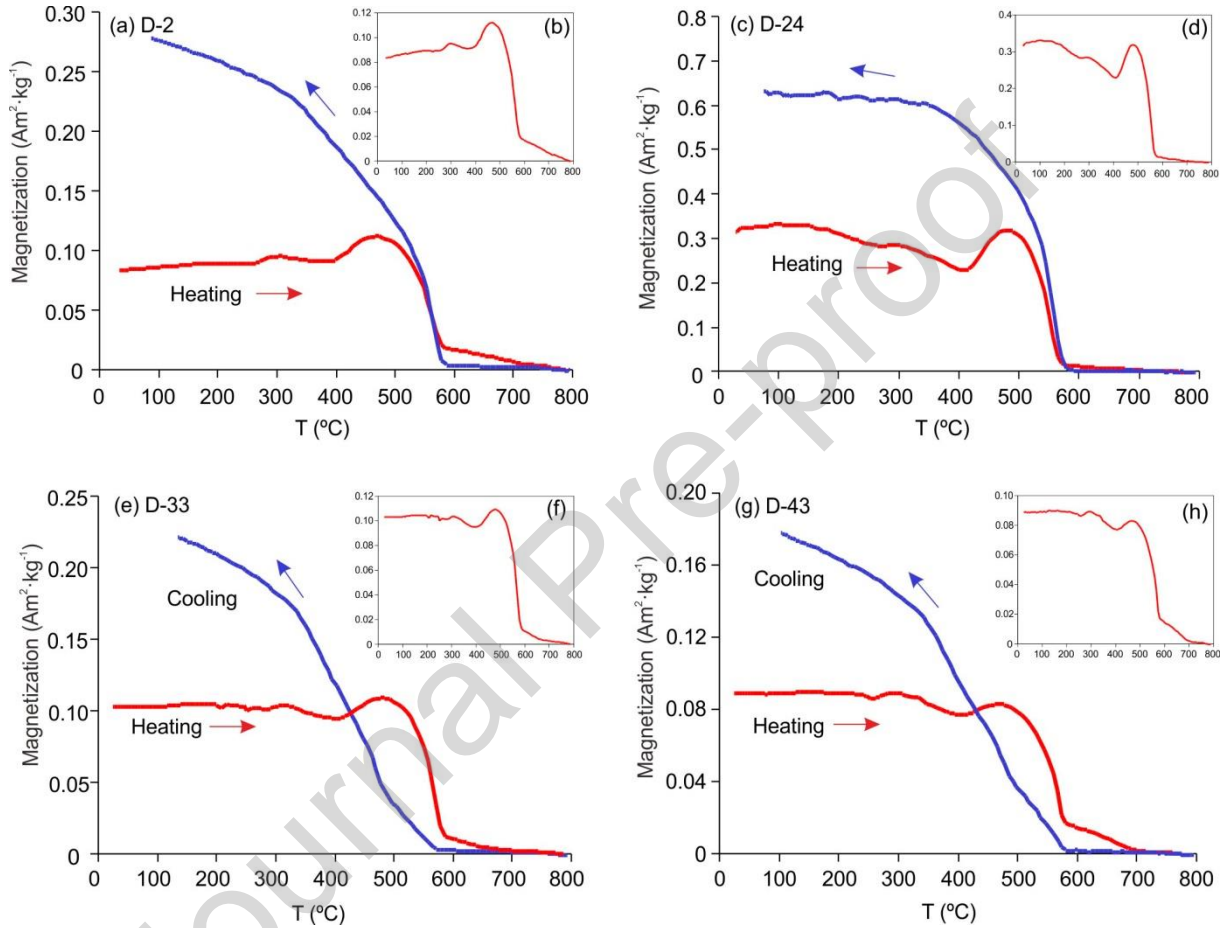 (a) D-2
(b)
Magnetization (Am²·kg⁻¹)
0.30
0.25
0.20
0.15
0.10
0.05
0
0.12
0.10
0.08
0.06
0.04
0.02
0
0 100 200 300 400 500 600 700 800
Heating
0 100 200 300 400 500 600 700 800
T (ºC)
(c) D-24
(d)
Magnetization (Am²·kg⁻¹)
0.8
0.7
0.6
0.5
0.4
0.3
0.2
0.1
0
0.4
0.3
0.2
0.1
0
0 100 200 300 400 500 600 700 800
Heating
0 100 200 300 400 500 600 700 800
T (ºC)
(e) D-33
(f)
Magnetization (Am²·kg⁻¹)
0.25
0.20
0.15
0.10
0.05
0
0.12
0.10
0.08
0.06
0.04
0.02
0
0 100 200 300 400 500 600 700 800
Cooling
Heating
0 100 200 300 400 500 600 700 800
T (ºC)
(g) D-43
(h)
Magnetization (Am²·kg⁻¹)
0.20
0.16
0.12
0.08
0.04
0
0.10
0.08
0.06
0.04
0.02
0
0 100 200 300 400 500 600 700 800
Cooling
Heating
0 100 200 300 400 500 600 700 800
T (ºC)
Journal Pre-proof